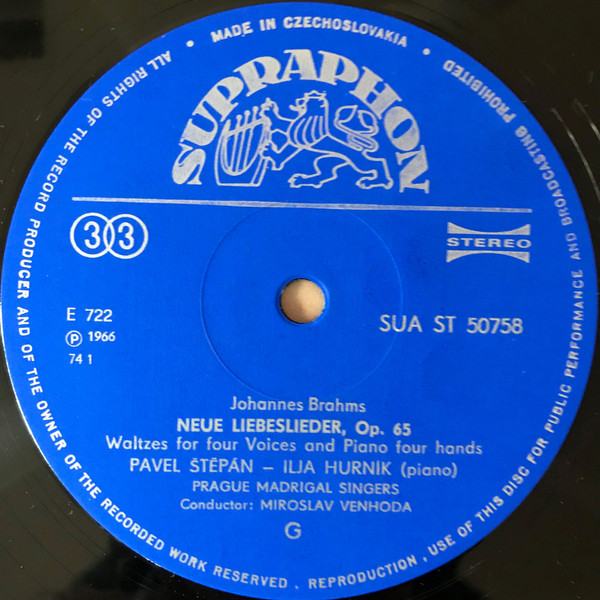 ALL RIGHTS OF THE RECORD PRODUCER AND OF THE OWNER OF THE RECORDED WORK RESERVED . REPRODUCTION , USE OF THIS DISC FOR PUBLIC PERFORMANCE AND BROADCASTING PROHIBITED
• MADE IN CZECHOSLOVAKIA •
SUPRAPHON
33
STEREO
E 722
℗ 1966
74 1
SUA ST 50758
Johannes Brahms
NEUE LIEBESLIEDER, Op. 65
Waltzes for four Voices and Piano four hands
PAVEL ŠTĚPÁN – ILJA HURNÍK (piano)
PRAGUE MADRIGAL SINGERS
Conductor: MIROSLAV VENHODA
G